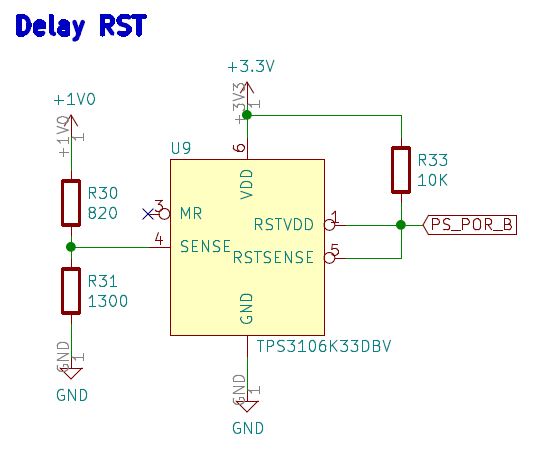 Delay RST
+3.3V
+3V3
1
+1V0
+1V0
1
U9
6
VDD
R33
10K
R30
820
3
MR
RSTVDD
1
PS_POR_B
4
SENSE
RSTSENSE
5
R31
1300
GND
TPS3106K33DBV
GND
1
GND
GND
1
GND